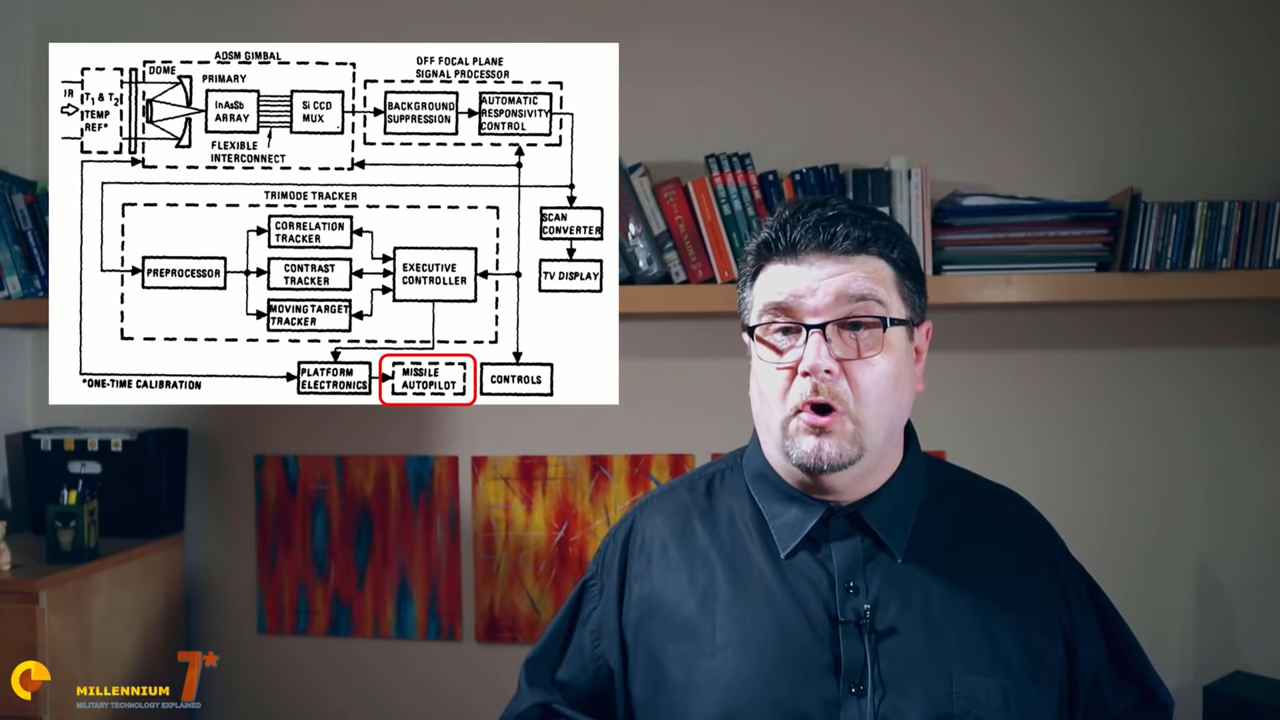 ADSM GIMBAL
OFF FOCAL PLANE
SIGNAL PROCESSOR
DOME
PRIMARY
IR
T₁ & T₂
TEMP
REF*
InAsSb
ARRAY
Si CCD
MUX
FLEXIBLE
INTERCONNECT
BACKGROUND
SUPPRESSION
AUTOMATIC
RESPONSIVITY
CONTROL
TRIMODE TRACKER
SCAN
CONVERTER
TV DISPLAY
PREPROCESSOR
CORRELATION
TRACKER
CONTRAST
TRACKER
MOVING TARGET
TRACKER
EXECUTIVE
CONTROLLER
*ONE-TIME CALIBRATION
PLATFORM
ELECTRONICS
MISSILE
AUTOPILOT
CONTROLS
CRUSADES
MILLENNIUM 7*
MILITARY TECHNOLOGY EXPLAINED